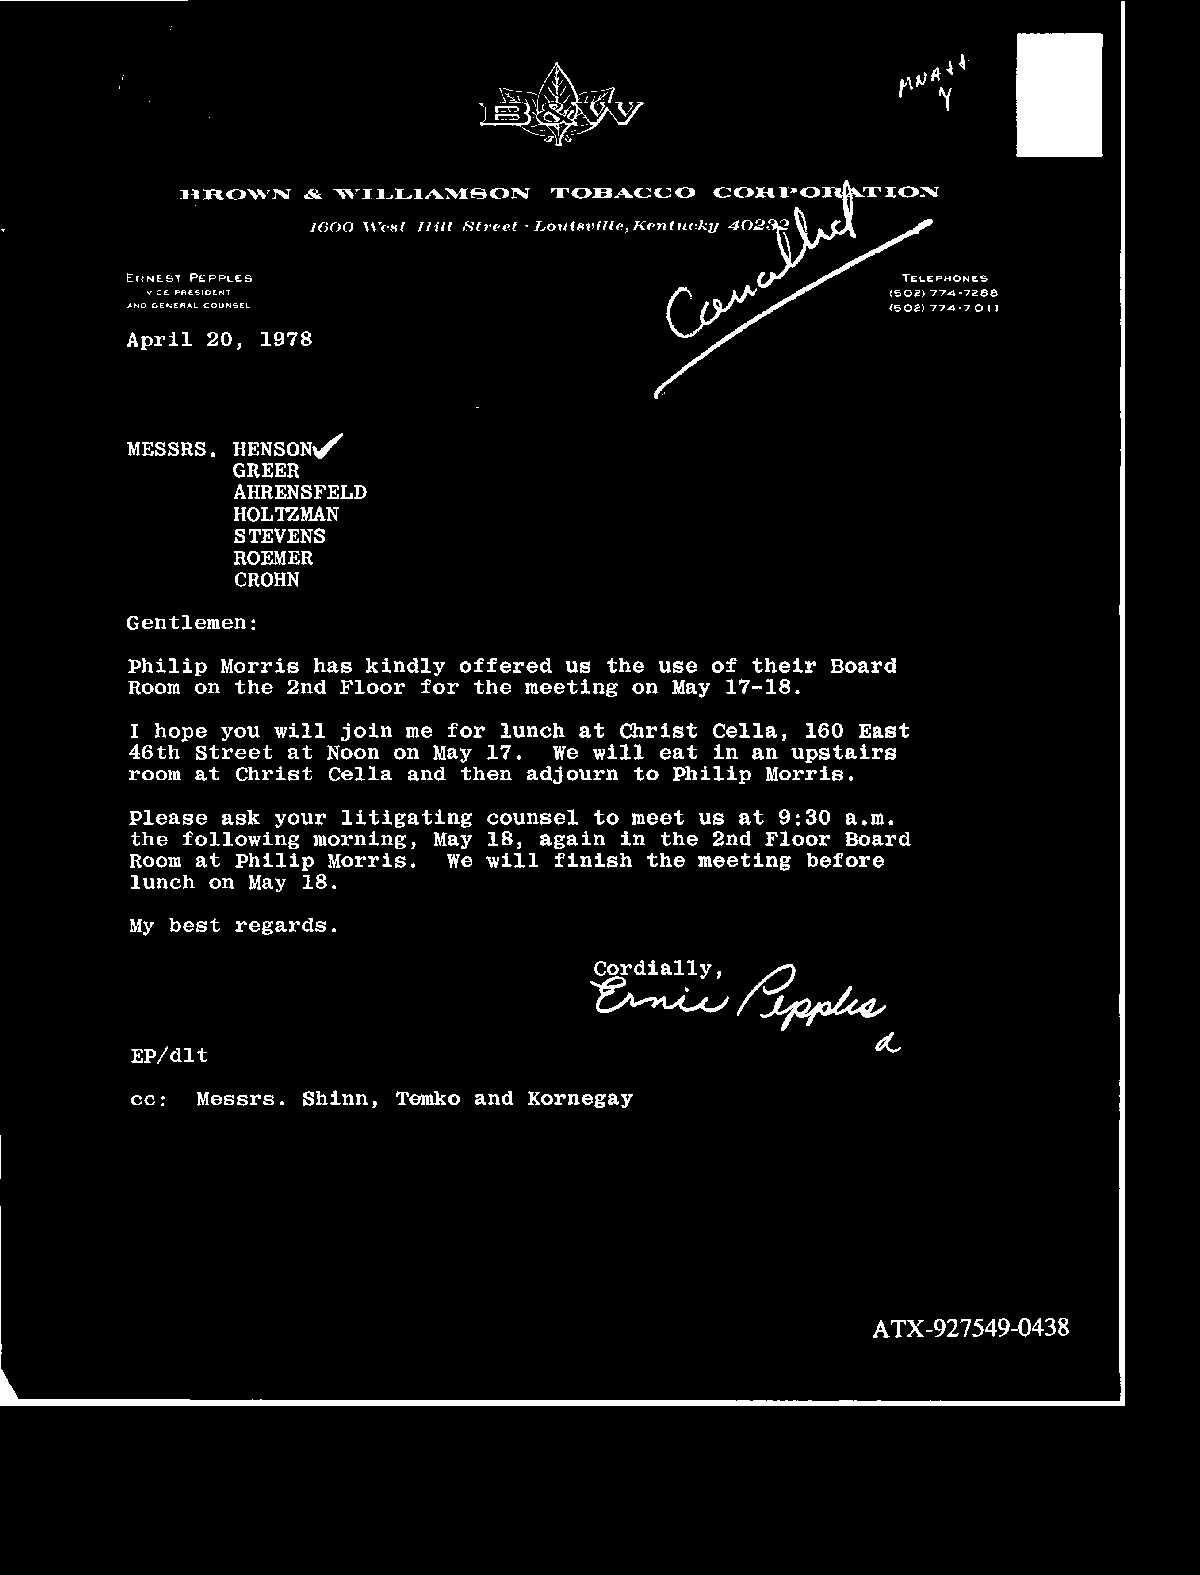 MNAtt
Y
B&W
BROWN & WILLIAMSON TOBACCO CORPORATION
1600 West Hill Street · Louisville, Kentucky 40232
Cancelled
ERNEST PEPPLES
VICE PRESIDENT
AND GENERAL COUNSEL
TELEPHONES
(502) 774-7288
(502) 774-7011
April 20, 1978
MESSRS. HENSON✓
GREER
AHRENSFELD
HOLTZMAN
STEVENS
ROEMER
CROHN
Gentlemen:
Philip Morris has kindly offered us the use of their Board
Room on the 2nd Floor for the meeting on May 17-18.
I hope you will join me for lunch at Christ Cella, 160 East
46th Street at Noon on May 17. We will eat in an upstairs
room at Christ Cella and then adjourn to Philip Morris.
Please ask your litigating counsel to meet us at 9:30 a.m.
the following morning, May 18, again in the 2nd Floor Board
Room at Philip Morris. We will finish the meeting before
lunch on May 18.
My best regards.
Cordially,
Ernie Pepples
d
EP/dlt
cc: Messrs. Shinn, Temko and Kornegay
ATX-927549-0438